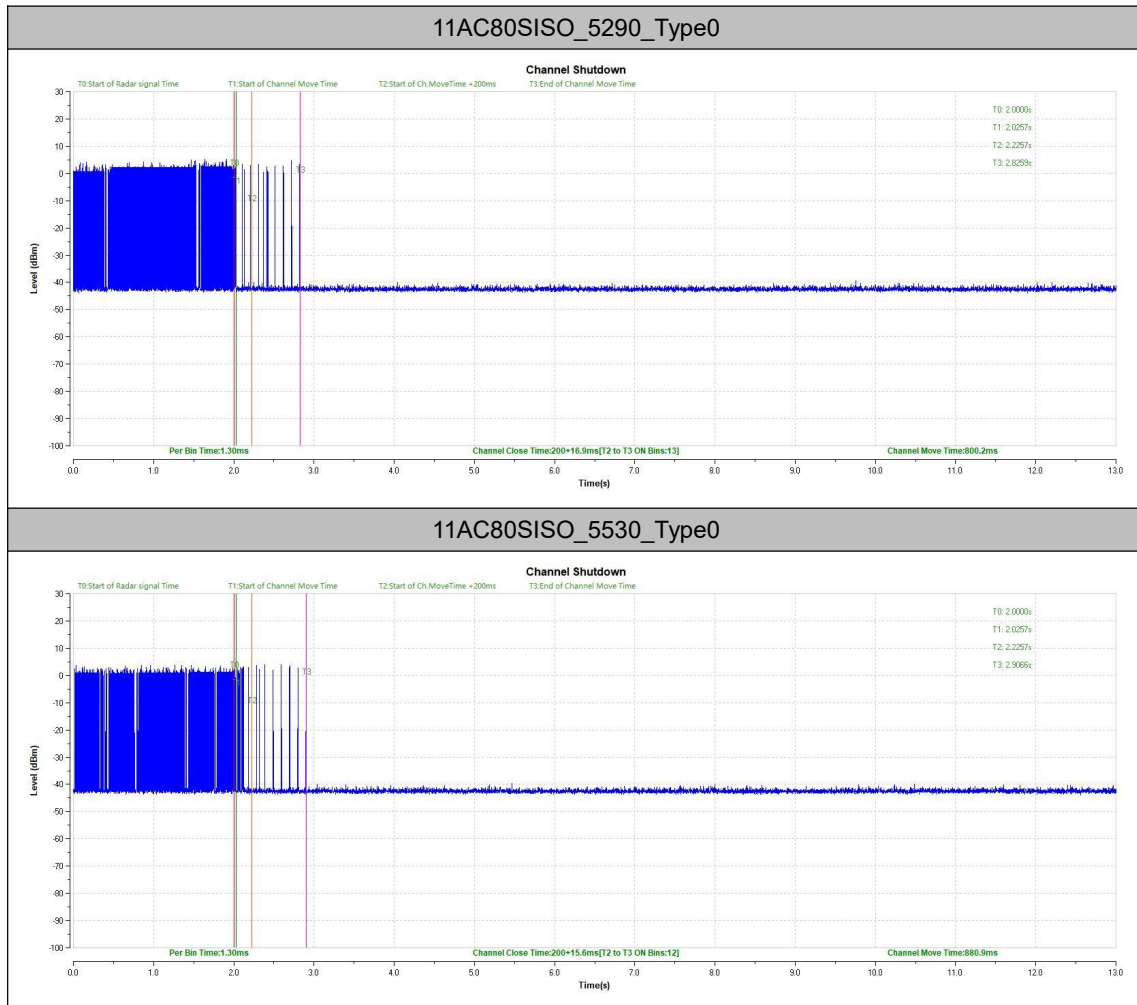 11AC80SISO_5290_Type0
Channel Shutdown
T0:Start of Radar signal Time T1:Start of Channel Move Time T2:Start of Ch.MoveTime +200ms T3:End of Channel Move Time
30
T0: 2.0000s
20
T1: 2.0257s
T2: 2.2257s
10
T3: 2.8259s
T0
T3
0
T1
T2
-10
-20
-30
Level (dBm)
-40
-50
-60
-70
-80
-90
-100
Per Bin Time:1.30ms Channel Close Time:200+16.9ms[T2 to T3 ON Bins:13] Channel Move Time:800.2ms
0.0 1.0 2.0 3.0 4.0 5.0 6.0 7.0 8.0 9.0 10.0 11.0 12.0 13.0
Time(s)
11AC80SISO_5530_Type0
Channel Shutdown
T0:Start of Radar signal Time T1:Start of Channel Move Time T2:Start of Ch.MoveTime +200ms T3:End of Channel Move Time
30
T0: 2.0000s
20
T1: 2.0257s
T2: 2.2257s
10
T3: 2.9066s
T0
T3
0
T1
T2
-10
-20
-30
Level (dBm)
-40
-50
-60
-70
-80
-90
-100
Per Bin Time:1.30ms Channel Close Time:200+15.6ms[T2 to T3 ON Bins:12] Channel Move Time:880.9ms
0.0 1.0 2.0 3.0 4.0 5.0 6.0 7.0 8.0 9.0 10.0 11.0 12.0 13.0
Time(s)